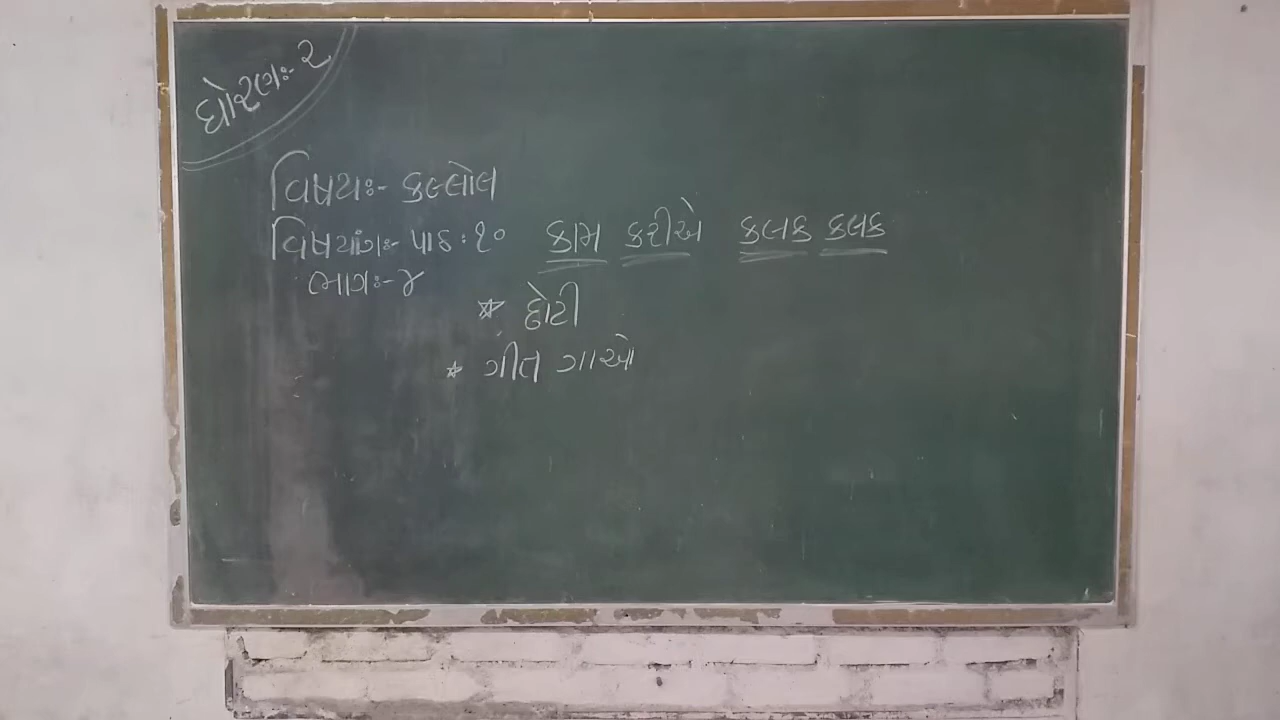 ધોરણઃ- ૨
વિષયઃ- કલ્લોલ
વિષયાંગઃ- પાઠઃ૧૦ કામ કરીએ કલક કલક
ભાગઃ-૪
* હોટી
* ગીત ગાઓ